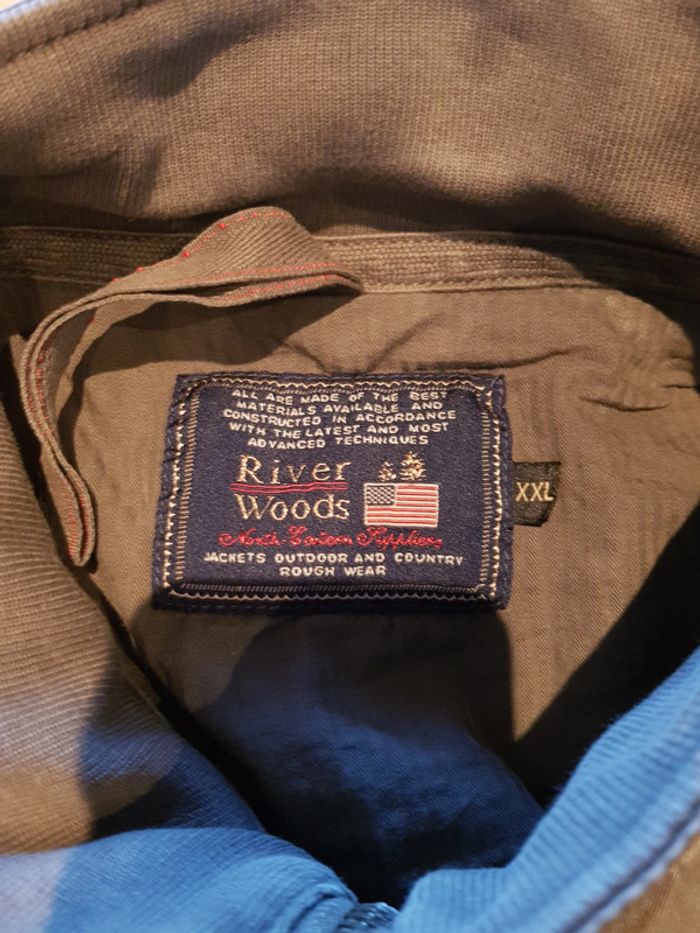 ALL ARE MADE OF THE BEST
MATERIALS AVAILABLE AND
CONSTRUCTED IN ACCORDANCE
WITH THE LATEST AND MOST
ADVANCED TECHNIQUES
River
Woods
North Eastern Suppliers
JACKETS OUTDOOR AND COUNTRY
ROUGH WEAR
XXL